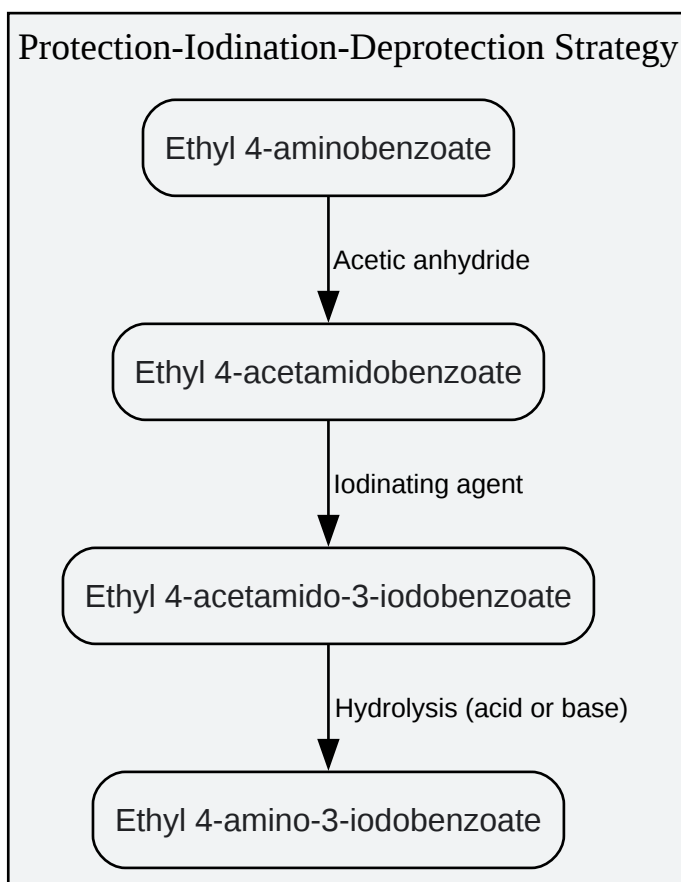 Protection-Iodination-Deprotection Strategy
Ethyl 4-aminobenzoate
Acetic anhydride
Ethyl 4-acetamidobenzoate
Iodinating agent
Ethyl 4-acetamido-3-iodobenzoate
Hydrolysis (acid or base)
Ethyl 4-amino-3-iodobenzoate